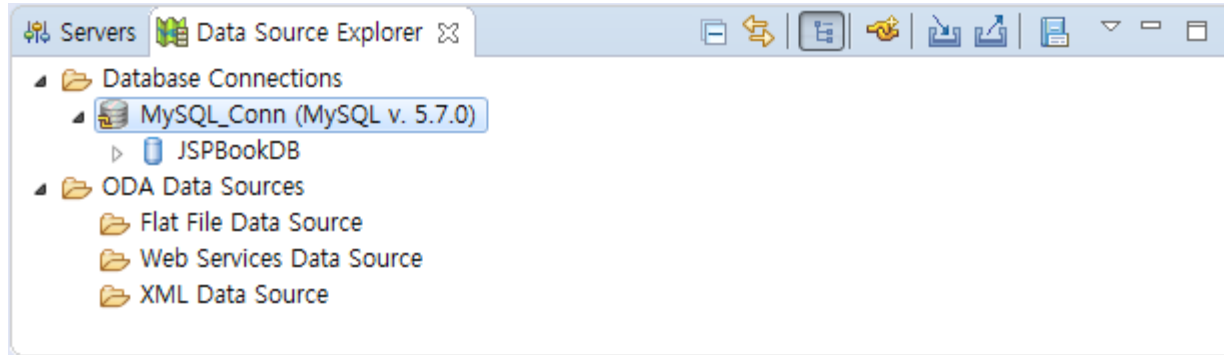 Servers Data Source Explorer
Database Connections
MySQL_Conn (MySQL v. 5.7.0)
JSPBookDB
ODA Data Sources
Flat File Data Source
Web Services Data Source
XML Data Source